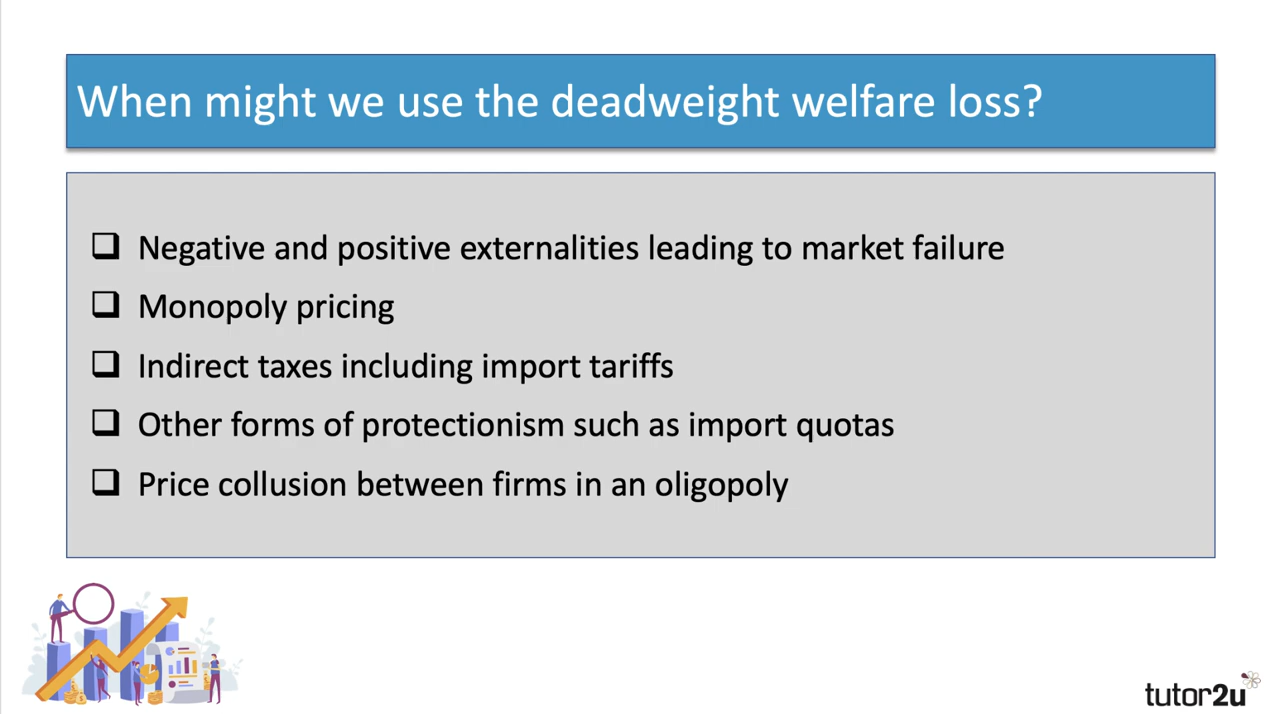 When might we use the deadweight welfare loss?
Negative and positive externalities leading to market failure
Monopoly pricing
Indirect taxes including import tariffs
Other forms of protectionism such as import quotas
Price collusion between firms in an oligopoly
tutor2u